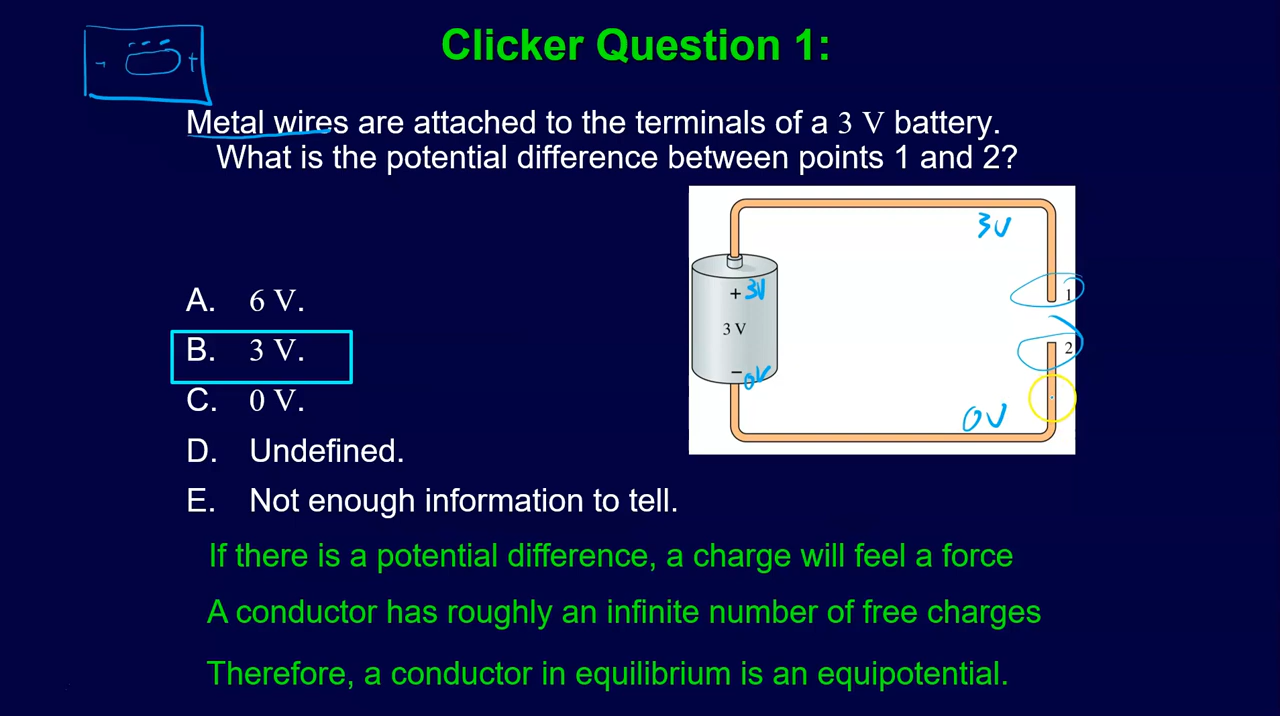 - +
Clicker Question 1:
Metal wires are attached to the terminals of a 3 V battery.
What is the potential difference between points 1 and 2?
3V
+ 3V
1
A. 6 V.
3 V
B. 3 V.
2
− 0V
C. 0 V.
0V
D. Undefined.
E. Not enough information to tell.
If there is a potential difference, a charge will feel a force
A conductor has roughly an infinite number of free charges
Therefore, a conductor in equilibrium is an equipotential.